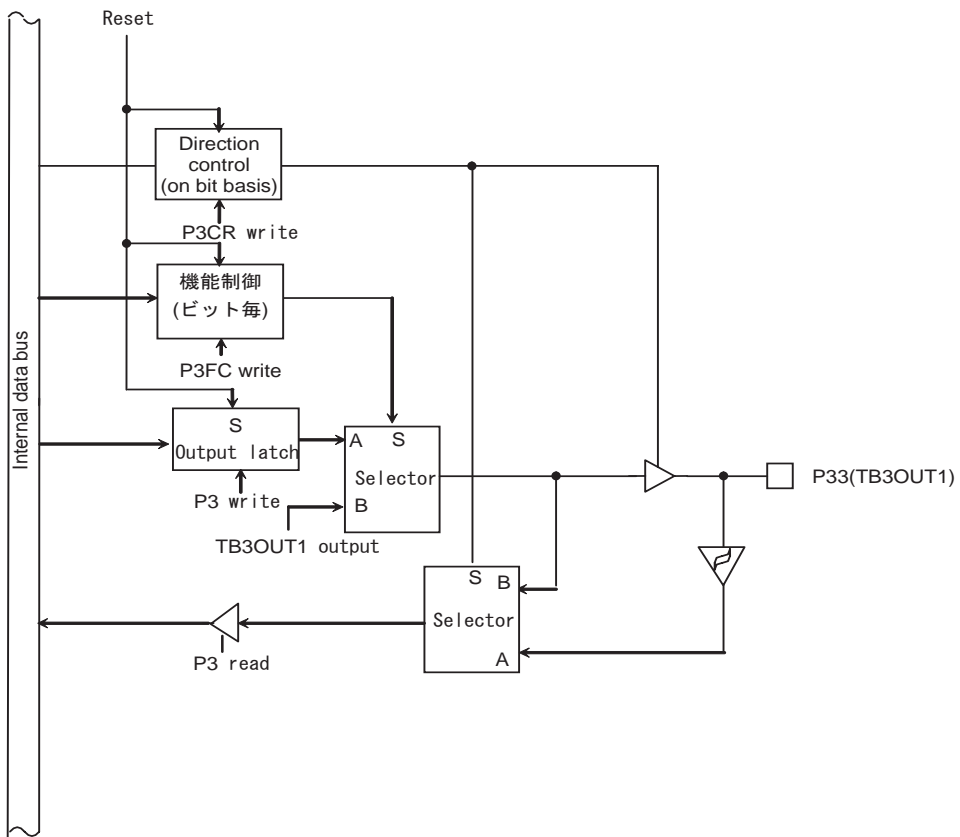 Reset
Direction
control
(on bit basis)
P3CR write
機能制御
(ビット毎)
P3FC write
Internal data bus
S
Output latch
P3 write
A
S
Selector
B
TB3OUT1 output
P33(TB3OUT1)
S
B
Selector
A
P3 read